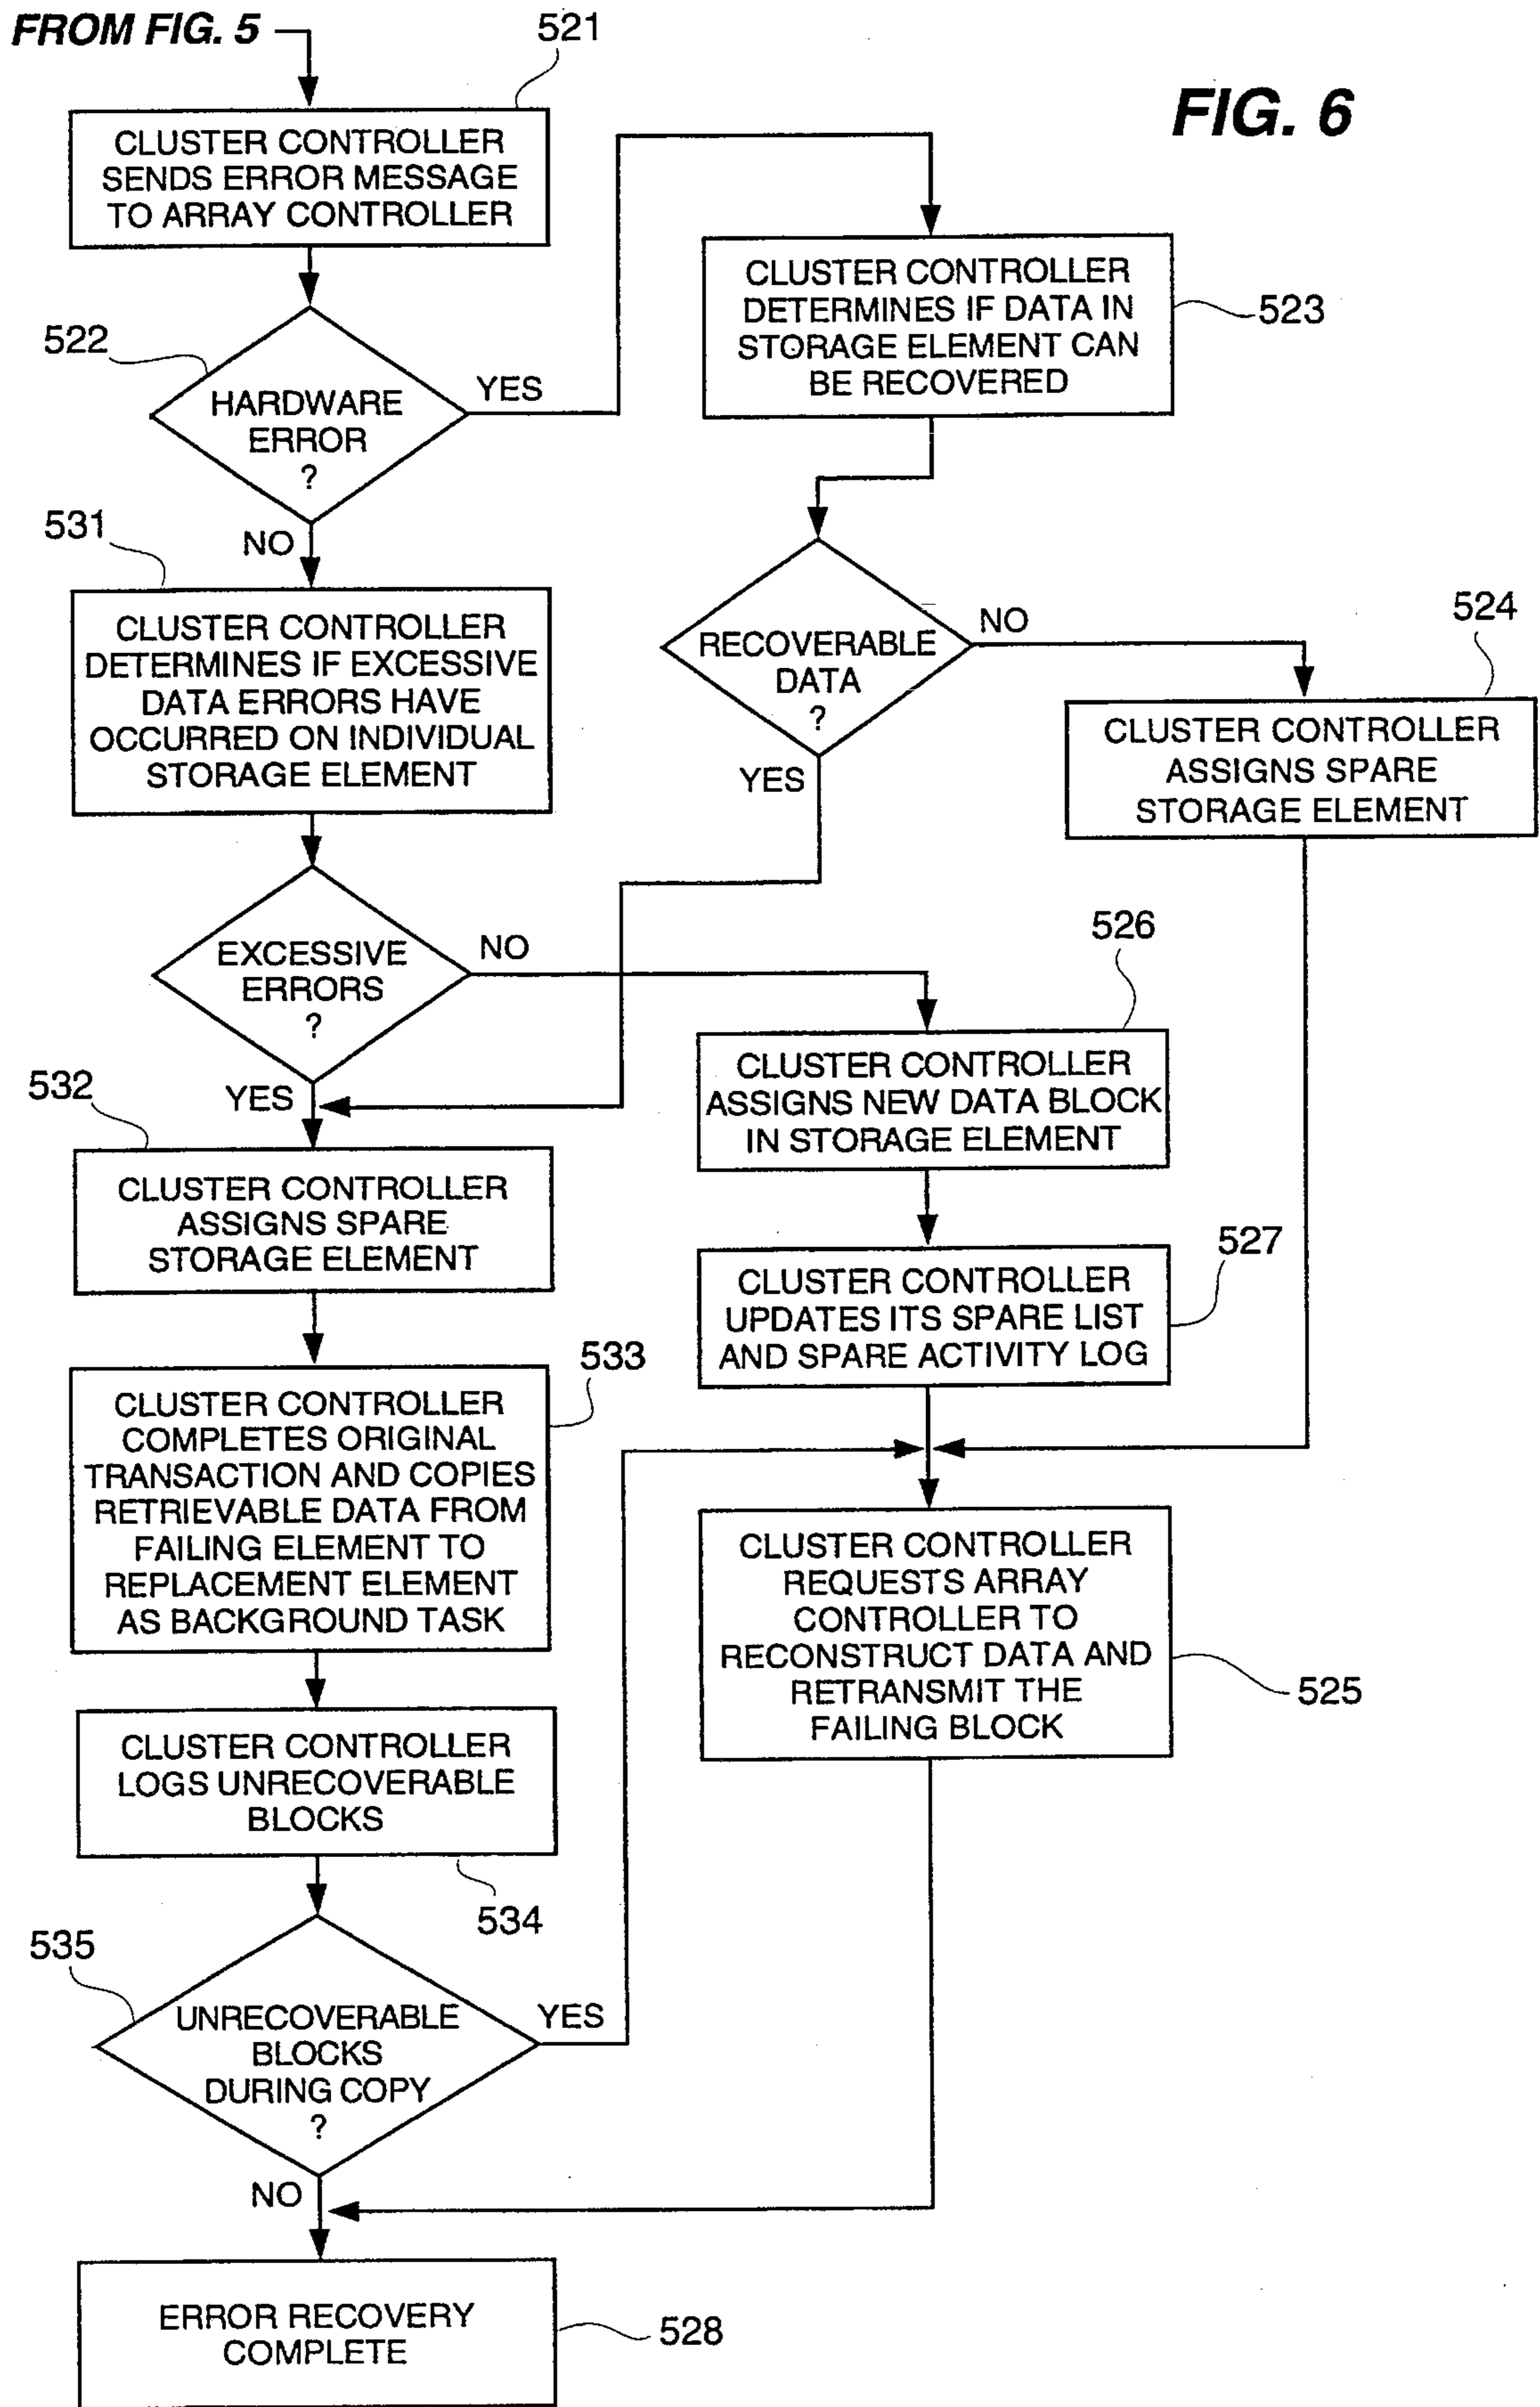 FROM FIG. 5
521
FIG. 6
CLUSTER CONTROLLER
SENDS ERROR MESSAGE
TO ARRAY CONTROLLER
522
HARDWARE
ERROR
?
YES
NO
CLUSTER CONTROLLER
DETERMINES IF DATA IN
STORAGE ELEMENT CAN
BE RECOVERED
523
RECOVERABLE
DATA
?
NO
YES
524
CLUSTER CONTROLLER
ASSIGNS SPARE
STORAGE ELEMENT
531
CLUSTER CONTROLLER
DETERMINES IF EXCESSIVE
DATA ERRORS HAVE
OCCURRED ON INDIVIDUAL
STORAGE ELEMENT
EXCESSIVE
ERRORS
?
NO
YES
526
CLUSTER CONTROLLER
ASSIGNS NEW DATA BLOCK
IN STORAGE ELEMENT
527
CLUSTER CONTROLLER
UPDATES ITS SPARE LIST
AND SPARE ACTIVITY LOG
532
CLUSTER CONTROLLER
ASSIGNS SPARE
STORAGE ELEMENT
533
CLUSTER CONTROLLER
COMPLETES ORIGINAL
TRANSACTION AND COPIES
RETRIEVABLE DATA FROM
FAILING ELEMENT TO
REPLACEMENT ELEMENT
AS BACKGROUND TASK
CLUSTER CONTROLLER
REQUESTS ARRAY
CONTROLLER TO
RECONSTRUCT DATA AND
RETRANSMIT THE
FAILING BLOCK
525
CLUSTER CONTROLLER
LOGS UNRECOVERABLE
BLOCKS
534
535
UNRECOVERABLE
BLOCKS
DURING COPY
?
YES
NO
ERROR RECOVERY
COMPLETE
528